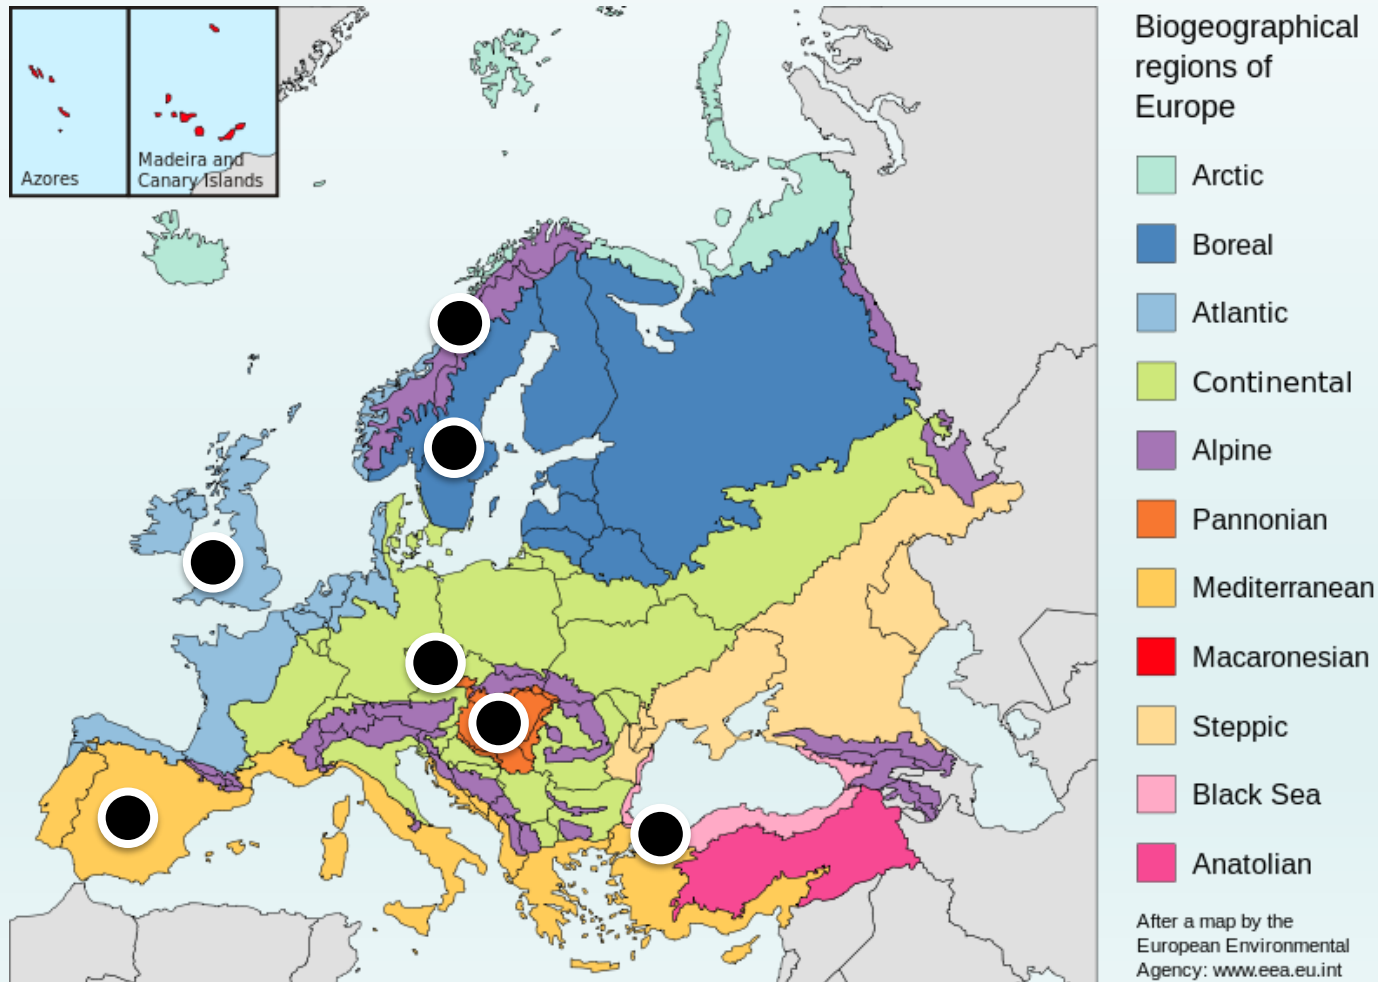 Azores
Madeira and
Canary Islands
Biogeographical
regions of
Europe
Arctic
Boreal
Atlantic
Continental
Alpine
Pannonian
Mediterranean
Macaronesian
Steppic
Black Sea
Anatolian
After a map by the
European Environmental
Agency: www.eea.eu.int